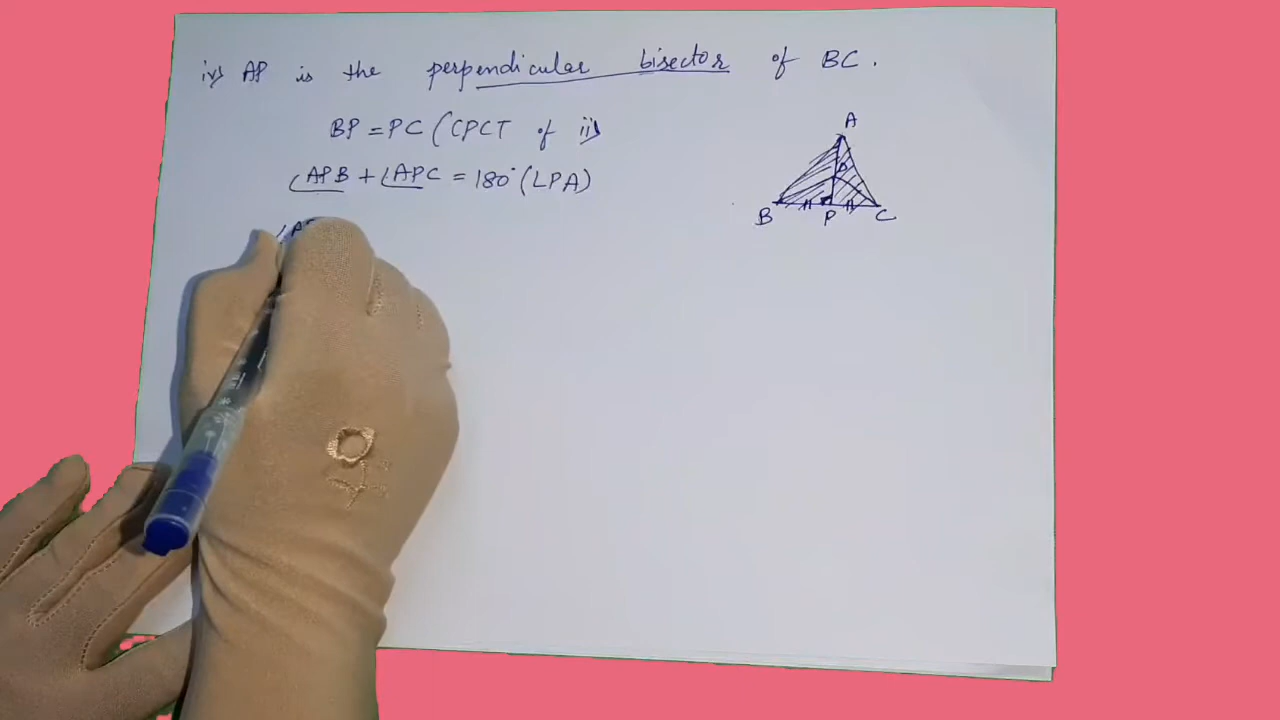 iv) AP is the perpendicular bisector of BC.
BP = PC (CPCT of ii)
∠APB + ∠APC = 180° (LPA)
A
B P C